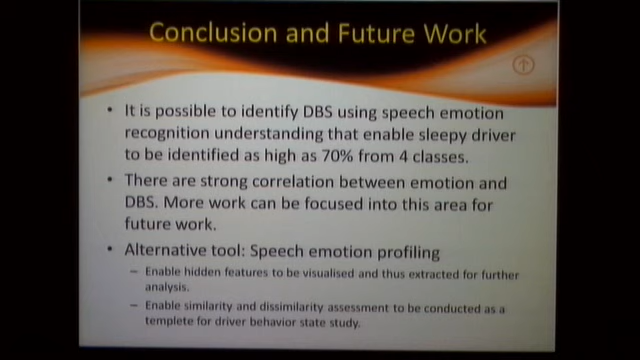 Conclusion and Future Work
• It is possible to identify DBS using speech emotion
recognition understanding that enable sleepy driver
to be identified as high as 70% from 4 classes.
• There are strong correlation between emotion and
DBS. More work can be focused into this area for
future work.
• Alternative tool: Speech emotion profiling
– Enable hidden features to be visualised and thus extracted for further
analysis.
– Enable similarity and dissimilarity assessment to be conducted as a
templete for driver behavior state study.